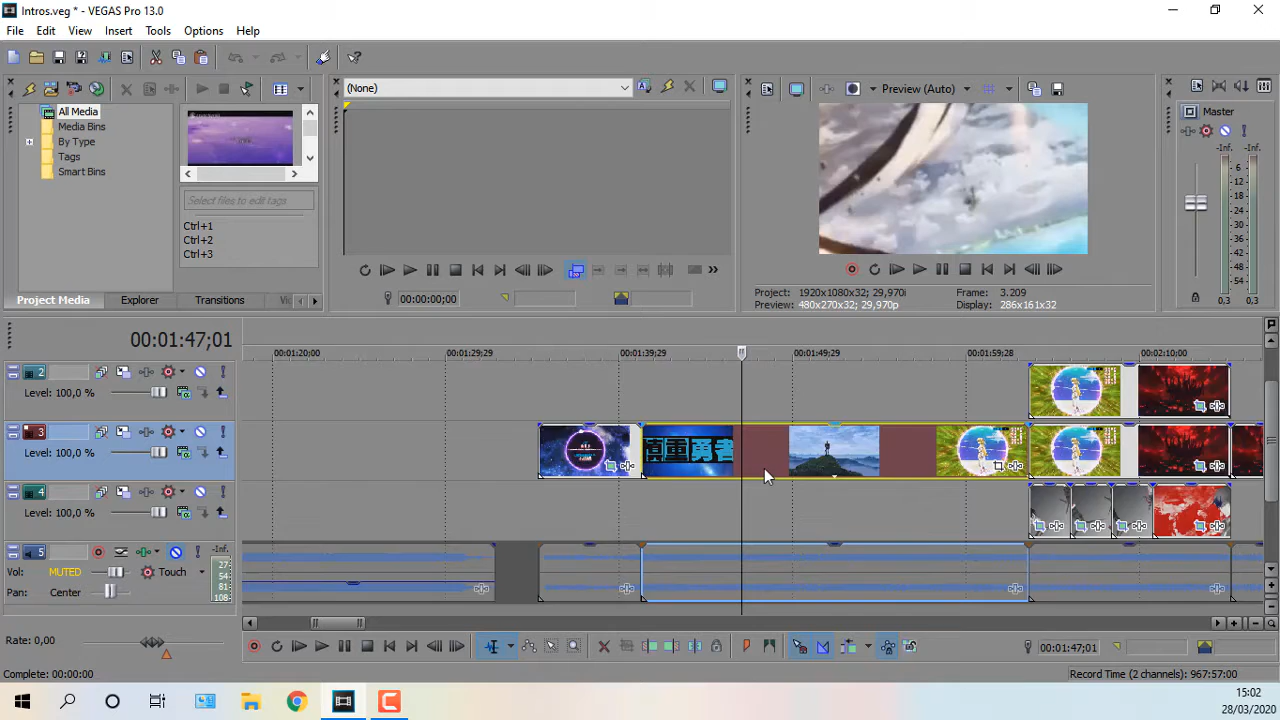 Intros.veg * - VEGAS Pro 13.0
File Edit View Insert Tools Options Help
(None)
Preview (Auto)
All Media
Media Bins
By Type
Tags
Smart Bins
Select files to edit tags
Ctrl+1
Ctrl+2
Ctrl+3
Master
-Inf. -Inf.
6
12
18
24
30
36
42
48
54
0,3 0,3
00:00:00;00
Project: 1920x1080x32; 29,970i
Preview: 480x270x32; 29,970p
Frame: 3.209
Display: 286x161x32
Project Media Explorer Transitions
00:01:47;01
00:01:20;00 00:01:29;29 00:01:39;29 00:01:49;29 00:01:59;28 00:02:10;00
2
Level: 100,0 %
3
Level: 100,0 %
勇者
4
Level: 100,0 %
5
-Inf.
Vol: MUTED Touch
Pan: Center
27
54
81
108
Rate: 0,00
00:01:47;01
Complete: 00:00:00
Record Time (2 channels): 967:57:00
15:02
28/03/2020